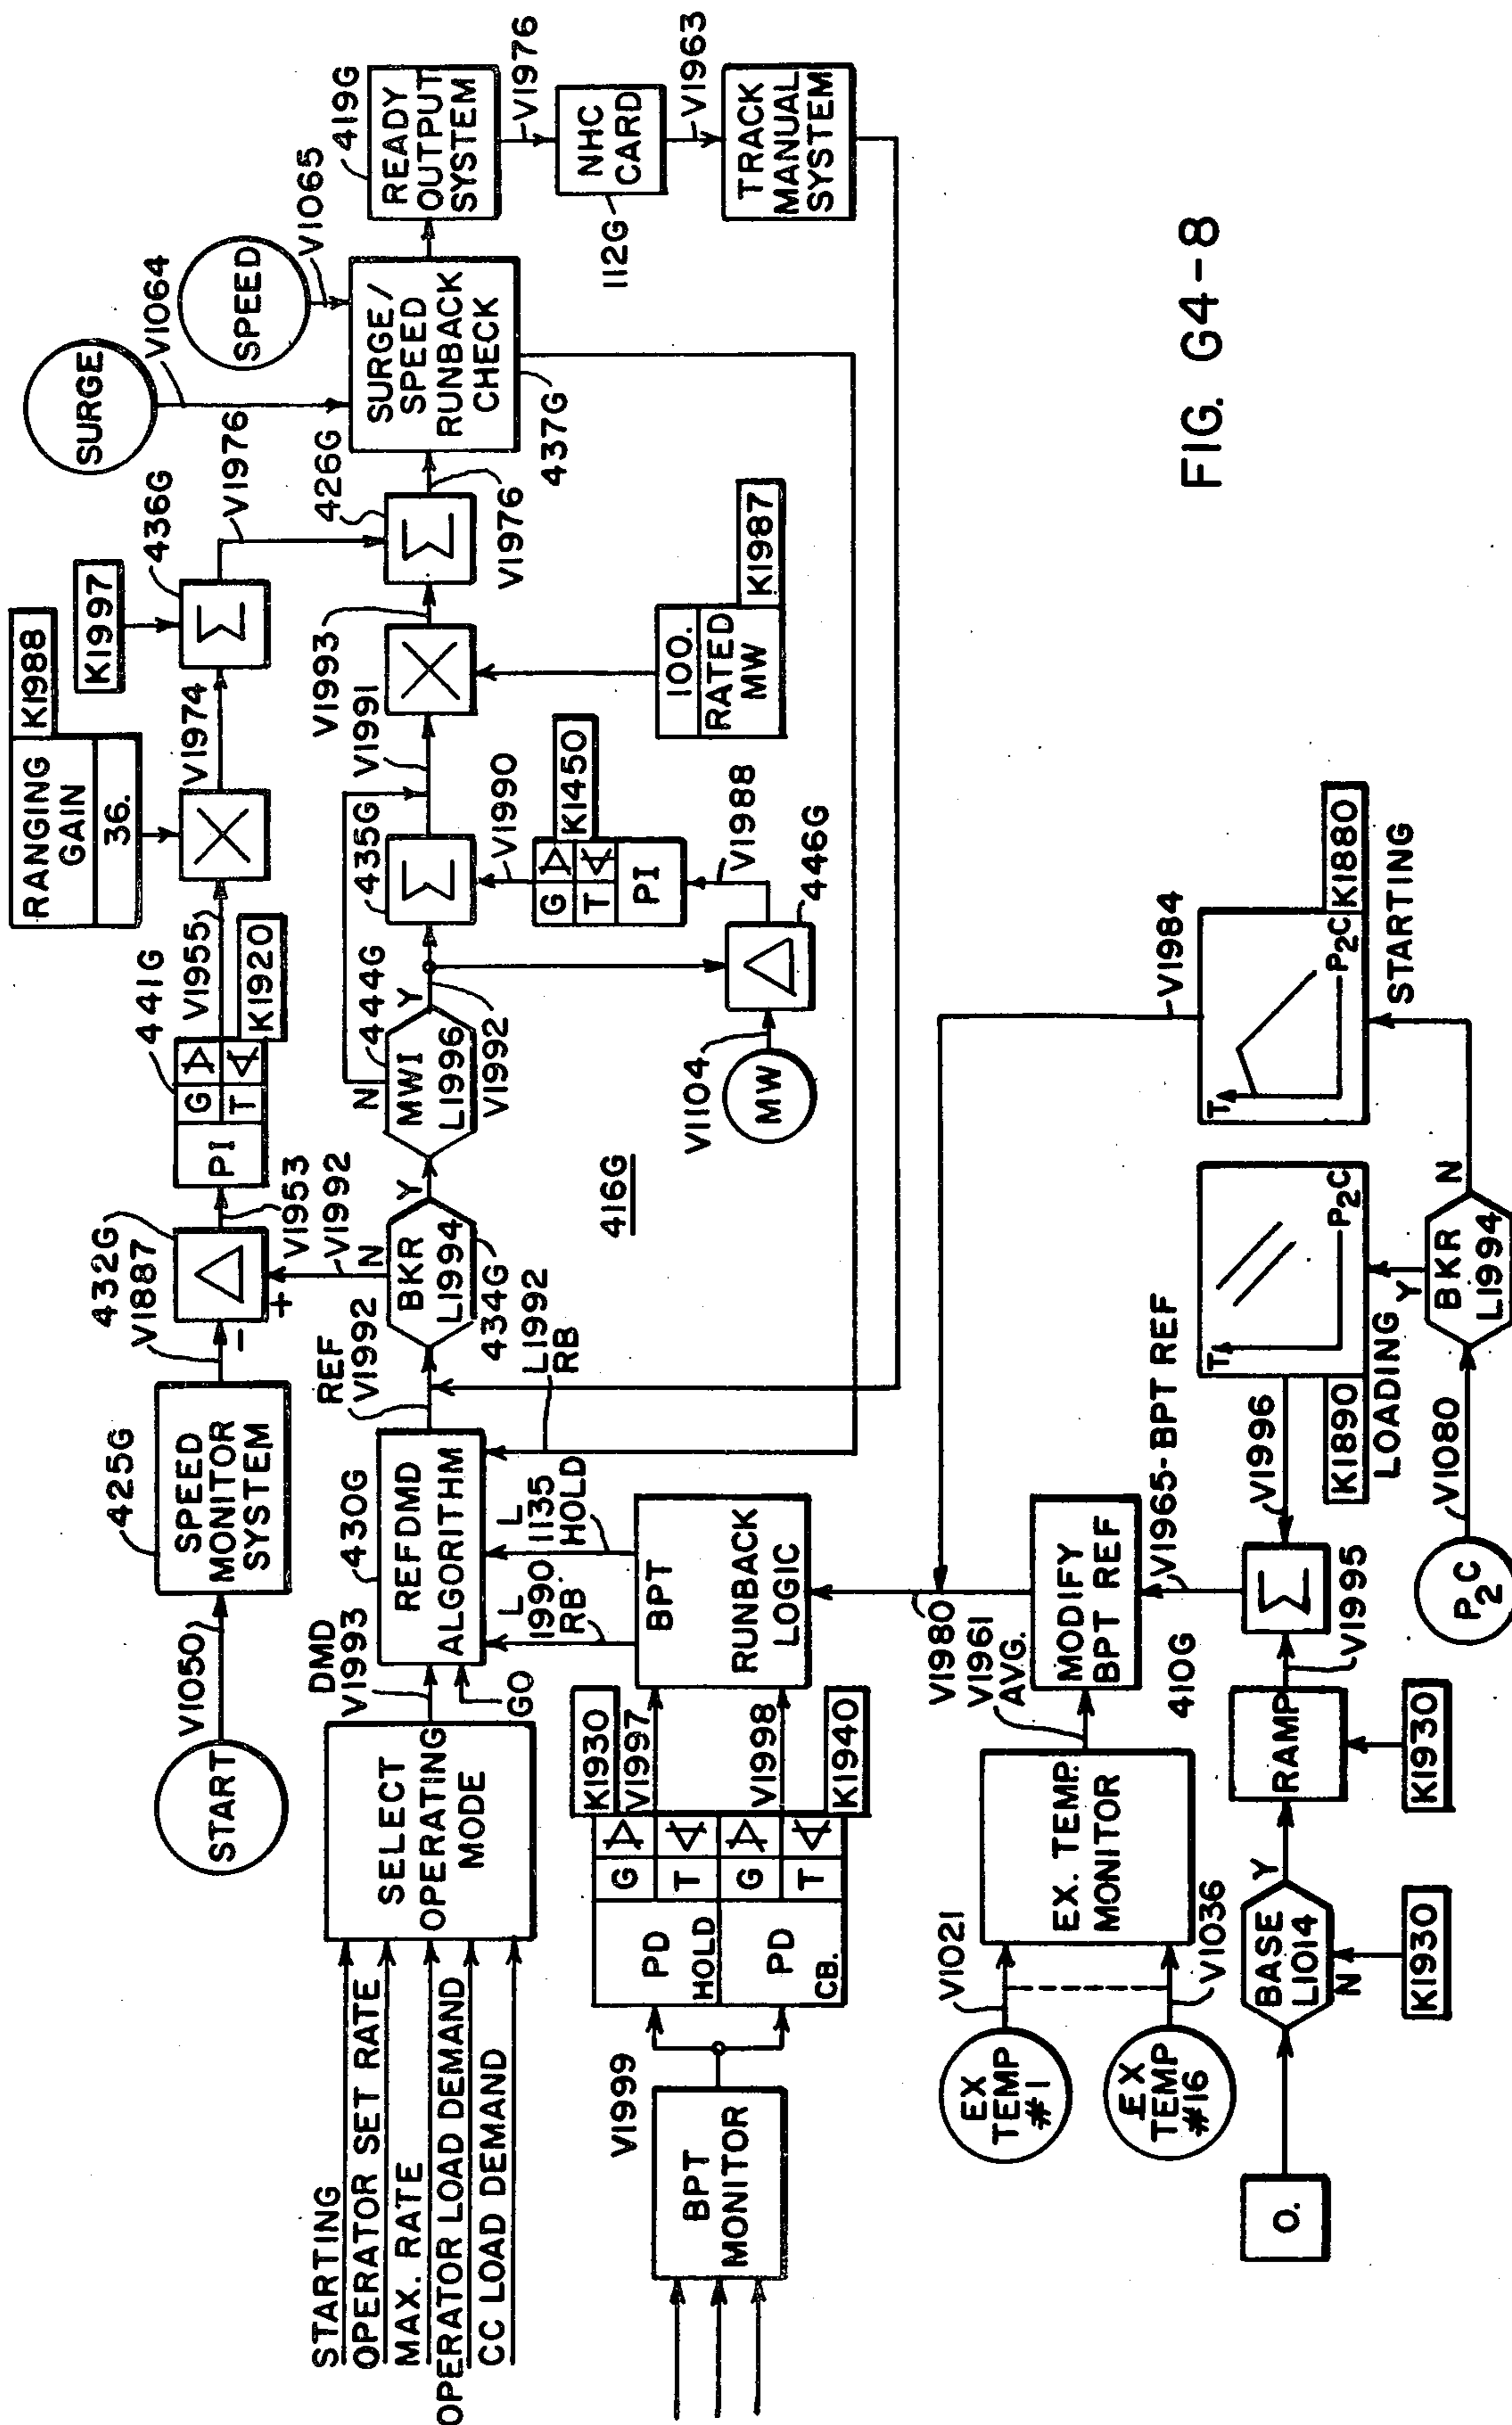 SURGE
V1064
SPEED
V1065
419G
READY
OUTPUT
SYSTEM
V1976
NHC
CARD
112G
V1963
TRACK
MANUAL
SYSTEM
SURGE/
SPEED
RUNBACK
CHECK
437G
RANGING
GAIN
36.
K1988
K1997
436G
Σ
V1976
V1974
426G
Σ
V1976
START
V1050
SPEED
MONITOR
SYSTEM
425G
432G
V1887
-
+
V1953
V1992
PI
G
T
441G
V1955
K1920
STARTING
OPERATOR SET RATE
MAX. RATE
OPERATOR LOAD DEMAND
CC LOAD DEMAND
SELECT
OPERATING
MODE
DMD
V1993
GO
430G
REFDMD
ALGORITHM
REF
V1992
BKR
L1994
N
Y
434G
MWI
L1996
N
Y
444G
V1992
435G
Σ
V1991
V1993
V1990
G
T
PI
K1450
V1988
446G
MW
V1104
100.
RATED
MW
K1987
416G
L
1990
RB
L
1135
HOLD
L1992
RB
BPT
MONITOR
V1999
PD
HOLD
G
T
PD
CB.
G
T
K1930
V1997
V1998
K1940
BPT
RUNBACK
LOGIC
V1980
V1961
AVG.
EX
TEMP
#1
V1021
EX
TEMP
#16
V1036
EX. TEMP.
MONITOR
MODIFY
BPT REF
V1965-BPT REF
410G
O.
BASE
L1014
Y
N
K1930
RAMP
K1930
V1995
Σ
V1996
T
P2C
K1890
LOADING
T
P2C
K1880
STARTING
V1984
P2C
V1080
BKR
L1994
Y
N
FIG. G4-8